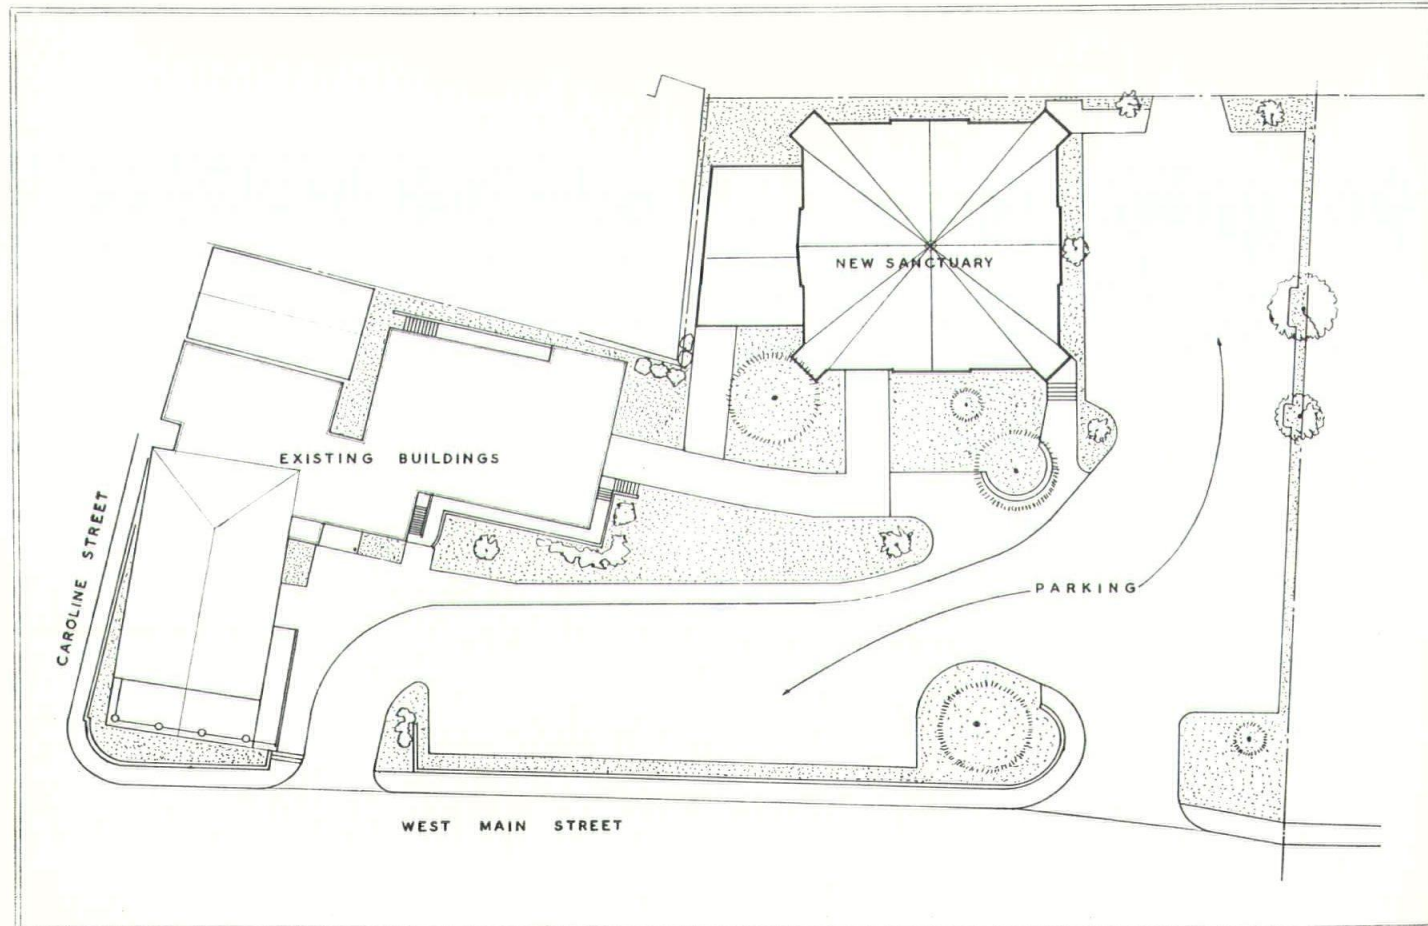 NEW SANCTUARY
EXISTING BUILDINGS
CAROLINE STREET
PARKING
WEST MAIN STREET